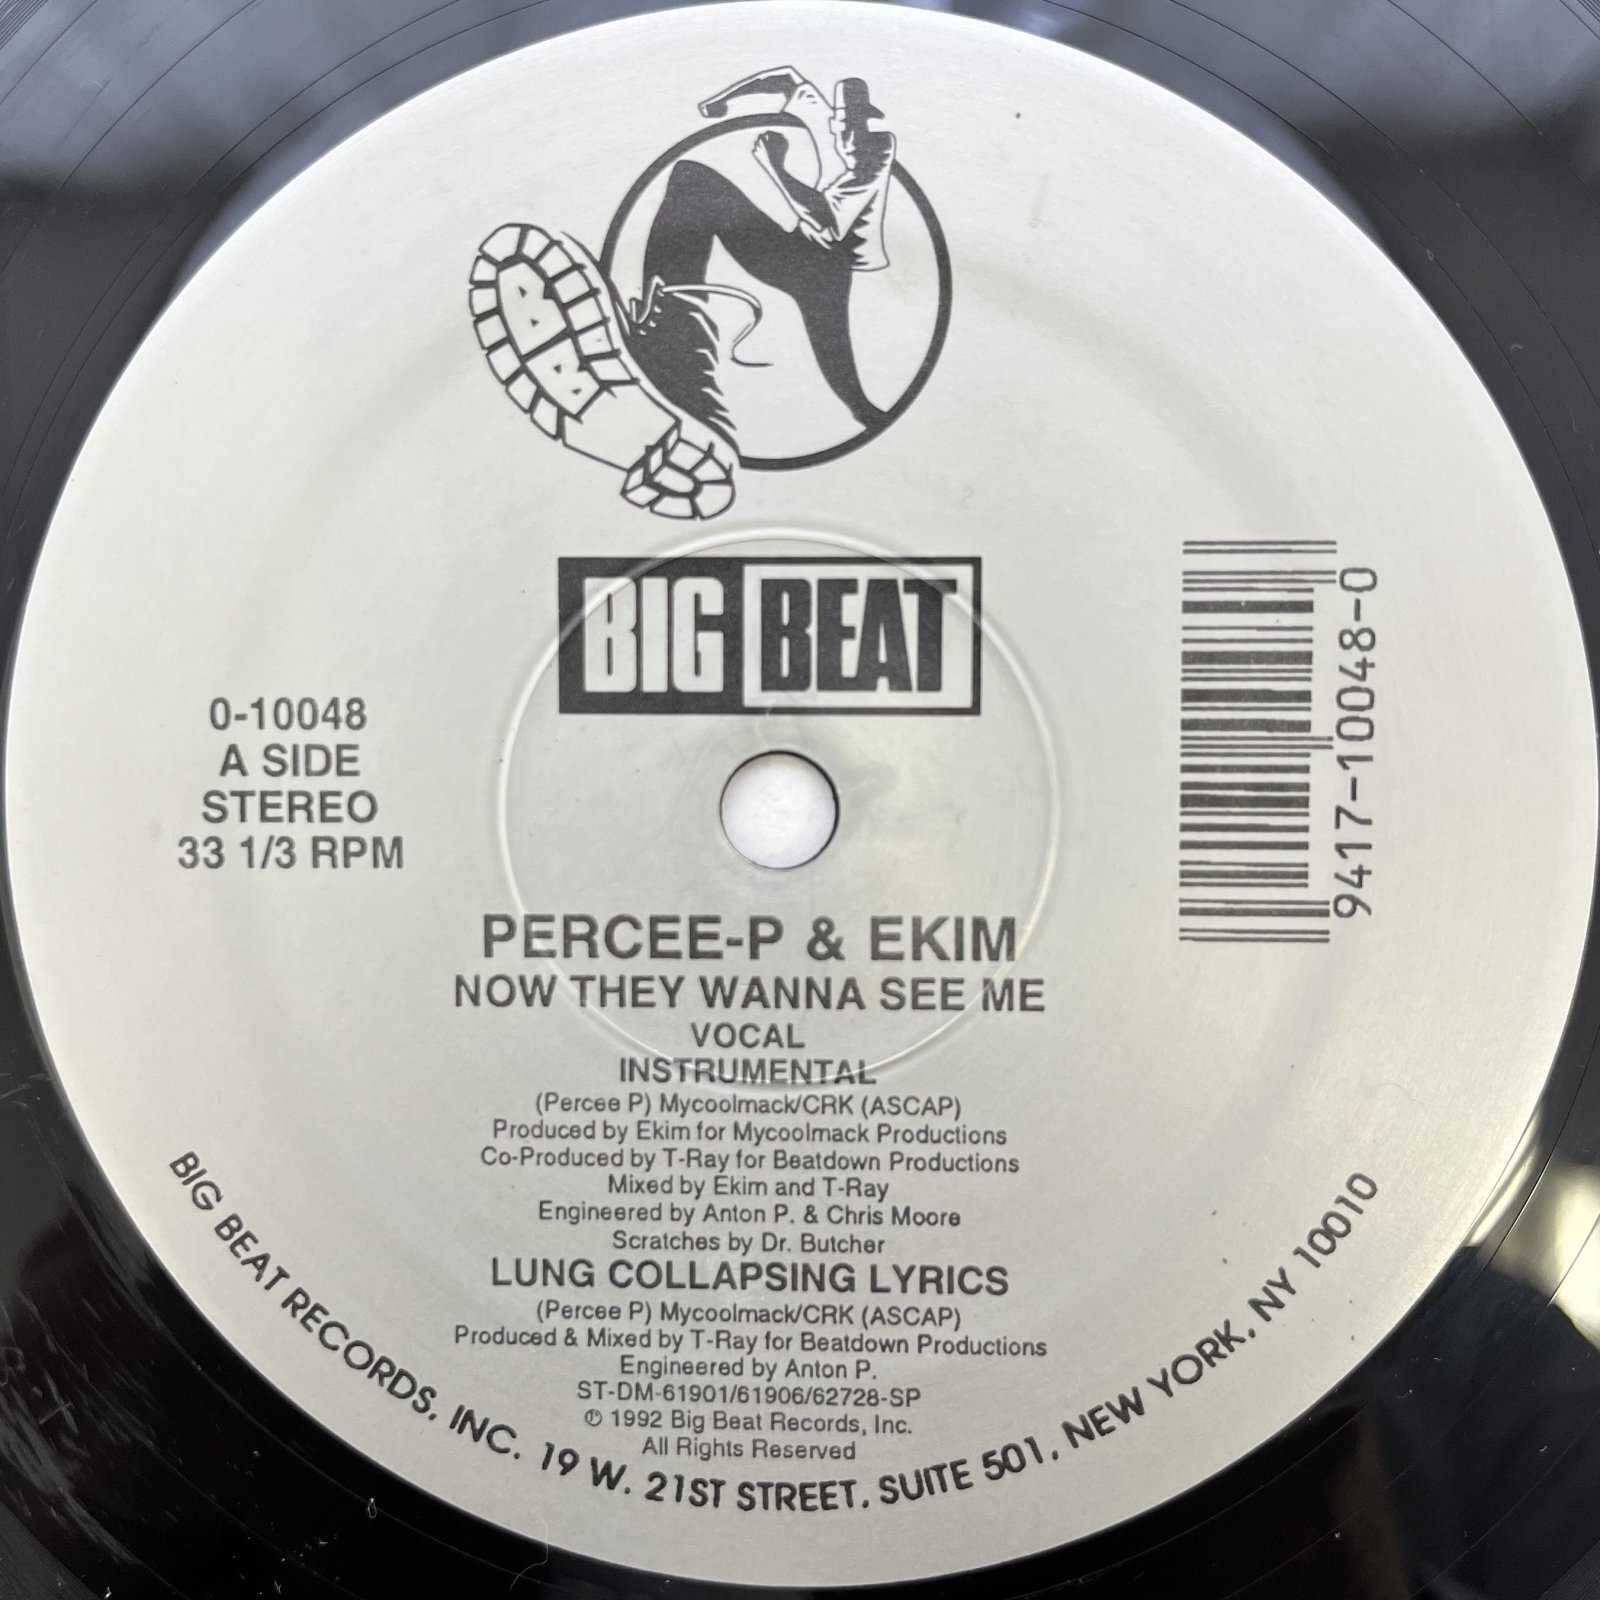 BB
BIG BEAT
0-10048
A SIDE
STEREO
33 1/3 RPM
9417-10048-0
PERCEE-P & EKIM
NOW THEY WANNA SEE ME
VOCAL
INSTRUMENTAL
(Percee P) Mycoolmack/CRK (ASCAP)
Produced by Ekim for Mycoolmack Productions
Co-Produced by T-Ray for Beatdown Productions
Mixed by Ekim and T-Ray
Engineered by Anton P. & Chris Moore
Scratches by Dr. Butcher
LUNG COLLAPSING LYRICS
(Percee P) Mycoolmack/CRK (ASCAP)
Produced & Mixed by T-Ray for Beatdown Productions
Engineered by Anton P.
ST-DM-61901/61906/62728-SP
℗ 1992 Big Beat Records, Inc.
All Rights Reserved
BIG BEAT RECORDS, INC. 19 W. 21ST STREET, SUITE 501, NEW YORK, NY 10010